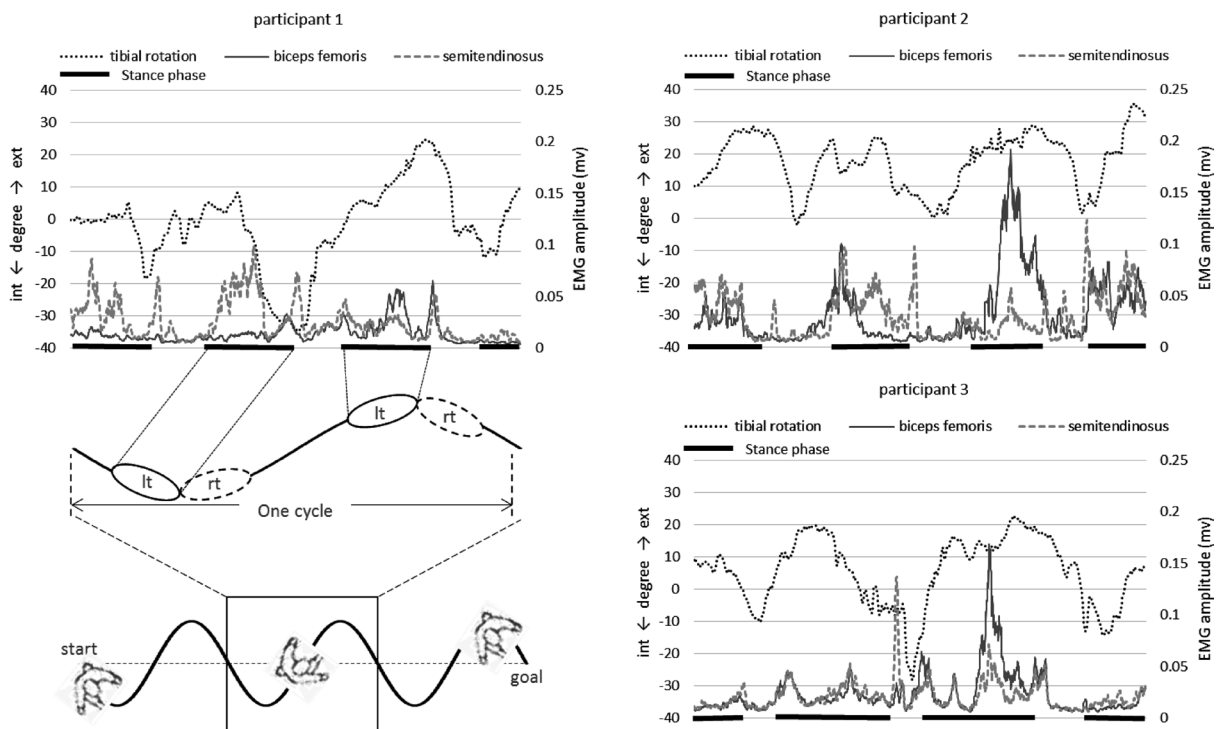 participant 1
tibial rotation biceps femoris semitendinosus
Stance phase
40 0.25
30
20 0.2
10 0.15
0
-10 0.1
-20
-30 0.05
-40 0
int ← degree → ext
EMG amplitude (mv)
lt rt
lt rt
One cycle
start
goal
participant 2
tibial rotation biceps femoris semitendinosus
Stance phase
40 0.25
30
20 0.2
10 0.15
0
-10 0.1
-20
-30 0.05
-40 0
int ← degree → ext
EMG amplitude (mv)
participant 3
tibial rotation biceps femoris semitendinosus
Stance phase
40 0.25
30
20 0.2
10 0.15
0
-10 0.1
-20
-30 0.05
-40 0
int ← degree → ext
EMG amplitude (mv)